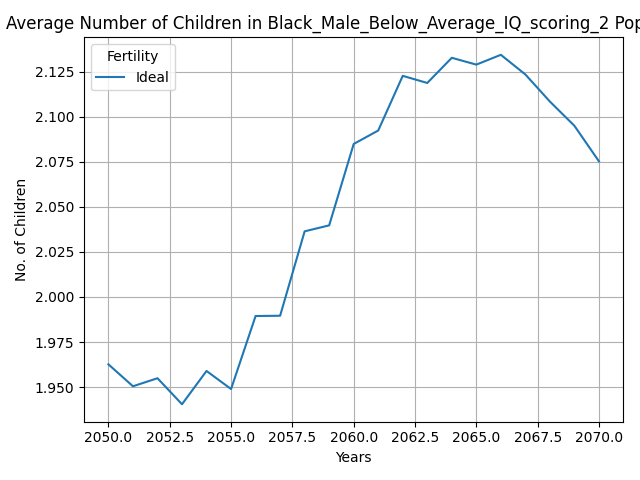 Average Number of Children in Black_Male_Below_Average_IQ_scoring_2 Pop
Fertility
Ideal
2.125
2.100
2.075
2.050
2.025
2.000
1.975
1.950
No. of Children
2050.0 2052.5 2055.0 2057.5 2060.0 2062.5 2065.0 2067.5 2070.0
Years